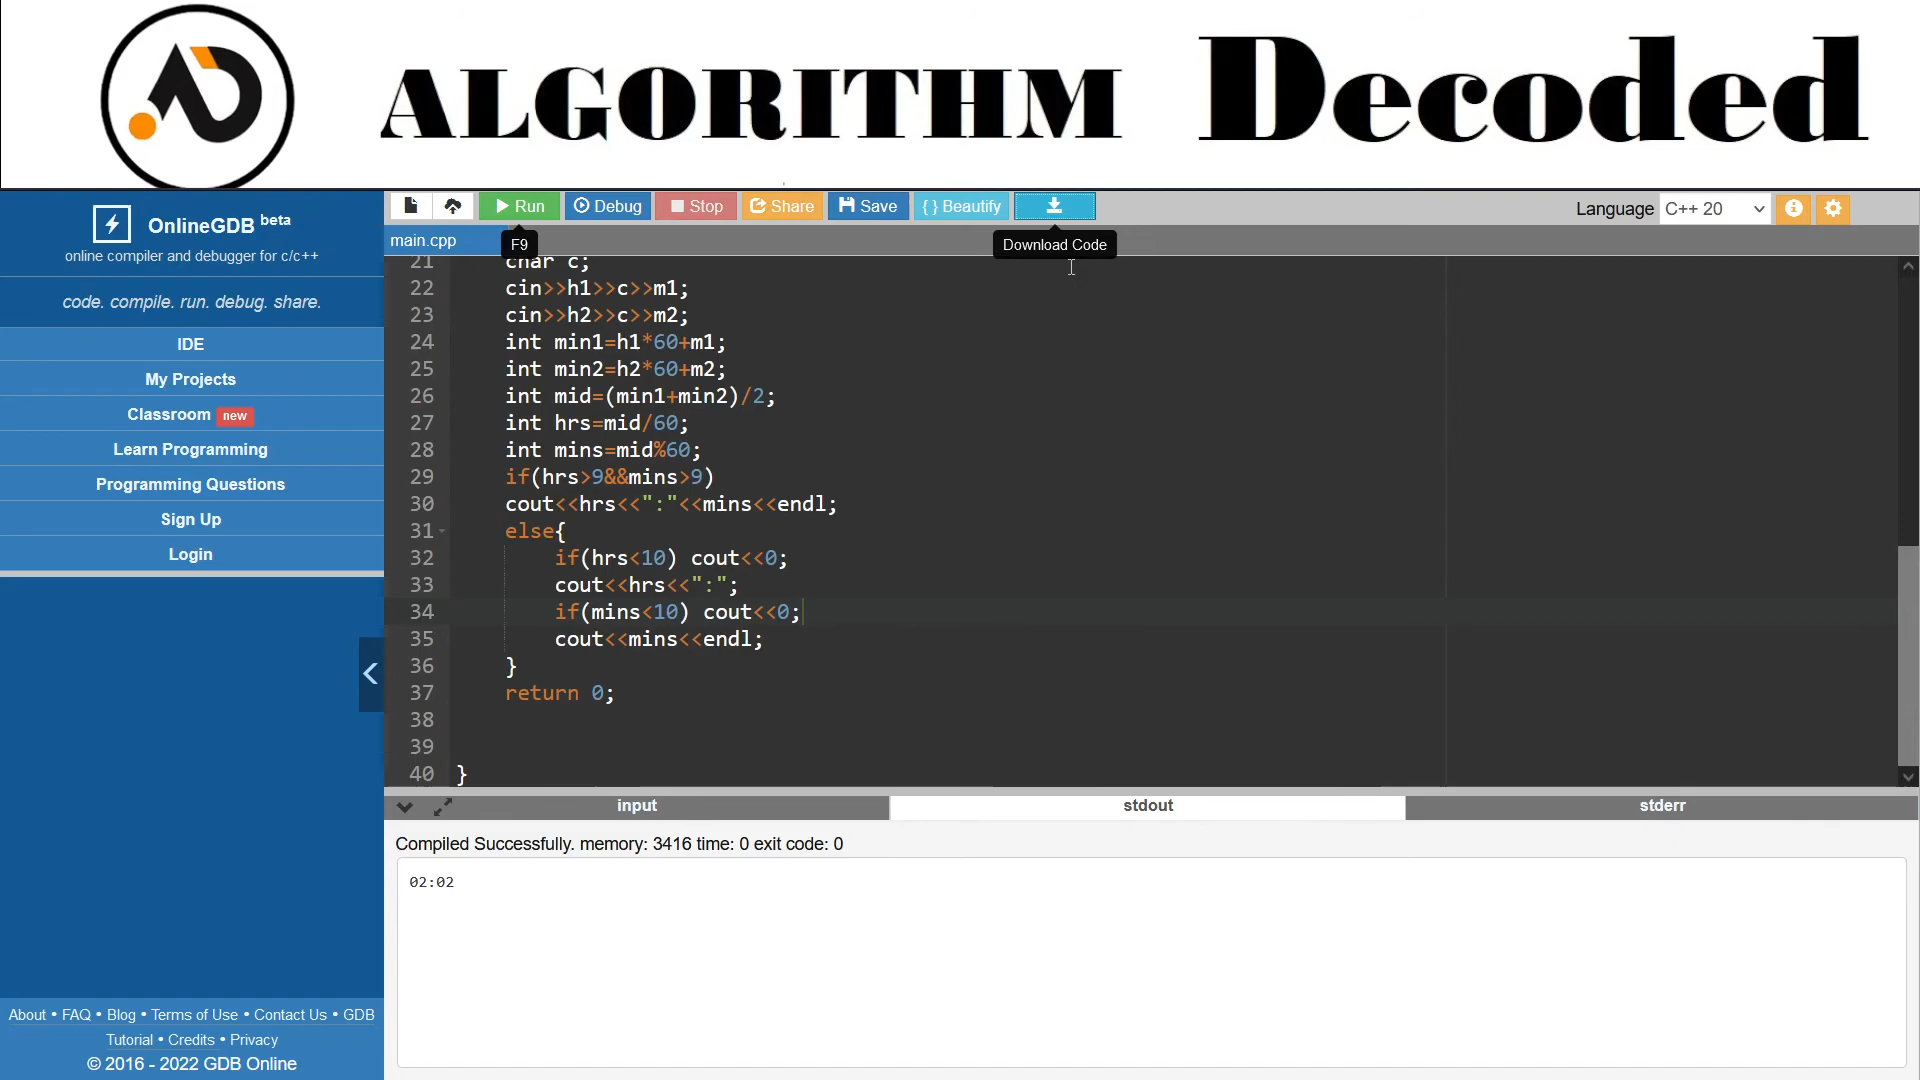 ALGORITHM Decoded
OnlineGDB beta
online compiler and debugger for c/c++
code. compile. run. debug. share.
IDE
My Projects
Classroom new
Learn Programming
Programming Questions
Sign Up
Login
About • FAQ • Blog • Terms of Use • Contact Us • GDB
Tutorial • Credits • Privacy
© 2016 - 2022 GDB Online
Run Debug Stop Share Save { } Beautify
Language C++ 20
main.cpp
F9
Download Code
21 char c;
22 cin>>h1>>c>>m1;
23 cin>>h2>>c>>m2;
24 int min1=h1*60+m1;
25 int min2=h2*60+m2;
26 int mid=(min1+min2)/2;
27 int hrs=mid/60;
28 int mins=mid%60;
29 if(hrs>9&&mins>9)
30 cout<<hrs<<":"<<mins<<endl;
31 else{
32 if(hrs<10) cout<<0;
33 cout<<hrs<<":";
34 if(mins<10) cout<<0;
35 cout<<mins<<endl;
36 }
37 return 0;
38
39
40 }
input stdout stderr
Compiled Successfully. memory: 3416 time: 0 exit code: 0
02:02